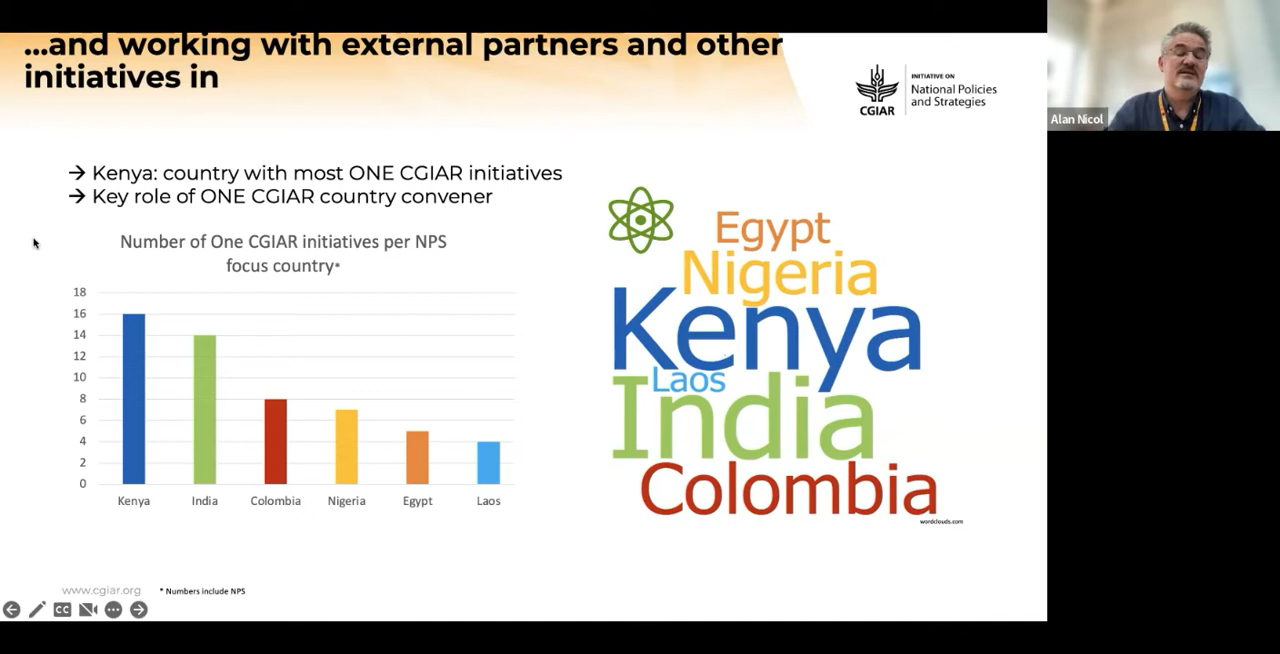 ...and working with external partners and other
initiatives in
CGIAR
INITIATIVE ON
National Policies
and Strategies
Alan Nicol
→ Kenya: country with most ONE CGIAR initiatives
→ Key role of ONE CGIAR country convener
Number of One CGIAR initiatives per NPS
focus country*
18
16
14
12
10
8
6
4
2
0
Kenya
India
Colombia
Nigeria
Egypt
Laos
Egypt
Nigeria
Kenya
Laos
India
Colombia
wordclouds.com
www.cgiar.org
* Numbers include NPS
CC